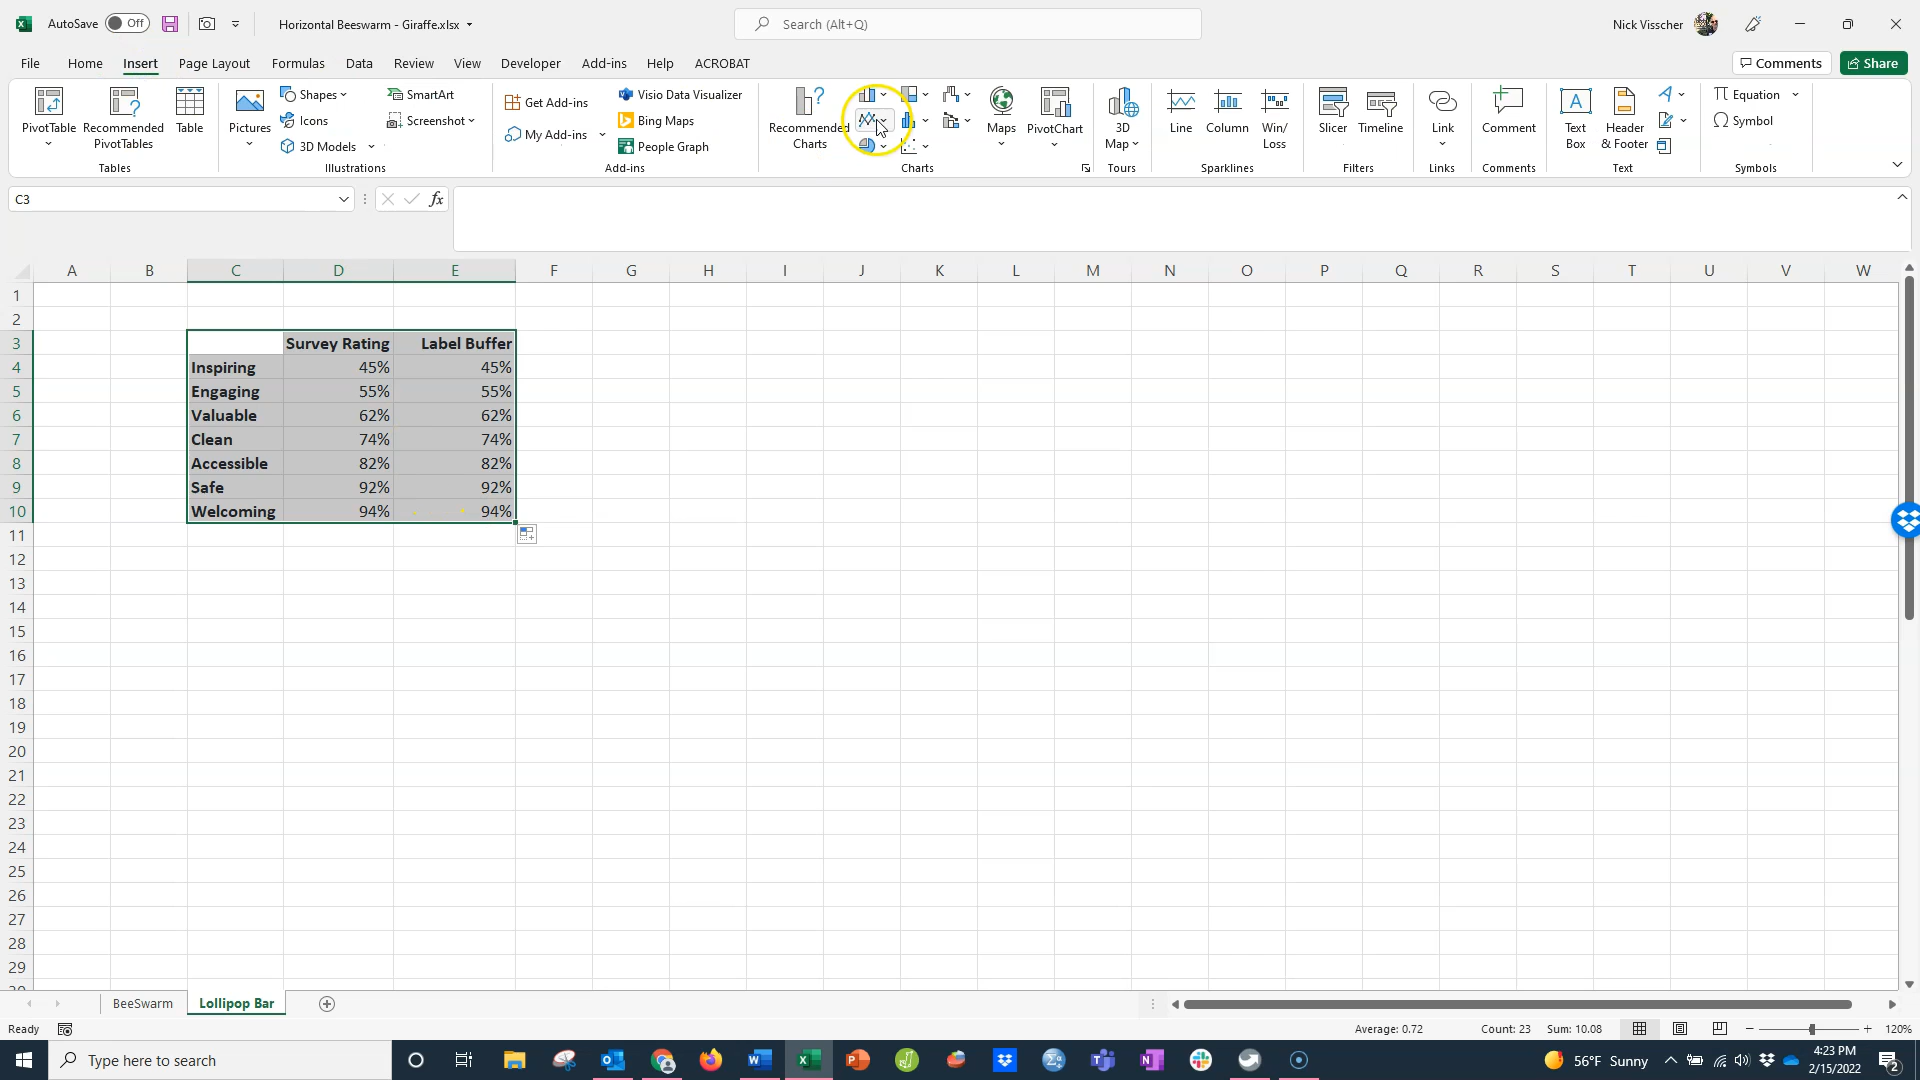 AutoSave Off Horizontal Beeswarm - Giraffe.xlsx Search (Alt+Q) Nick Visscher
File Home Insert Page Layout Formulas Data Review View Developer Add-ins Help ACROBAT Comments Share
PivotTable Recommended PivotTables Table
Tables
Pictures Shapes Icons 3D Models SmartArt Screenshot
Illustrations
Get Add-ins My Add-ins Visio Data Visualizer Bing Maps People Graph
Add-ins
Recommended Charts Maps PivotChart
Charts
3D Map
Tours
Line Column Win/Loss
Sparklines
Slicer Timeline
Filters
Link
Links
Comment
Comments
Text Box Header & Footer
Text
Equation Symbol
Symbols
C3 fx
A B C D E F G H I J K L M N O P Q R S T U V W
1
2
3 Survey Rating Label Buffer
4 Inspiring 45% 45%
5 Engaging 55% 55%
6 Valuable 62% 62%
7 Clean 74% 74%
8 Accessible 82% 82%
9 Safe 92% 92%
10 Welcoming 94% 94%
11
12
13
14
15
16
17
18
19
20
21
22
23
24
25
26
27
28
29
BeeSwarm Lollipop Bar
Ready Average: 0.72 Count: 23 Sum: 10.08 120%
Type here to search 56°F Sunny 4:23 PM
2/15/2022 2